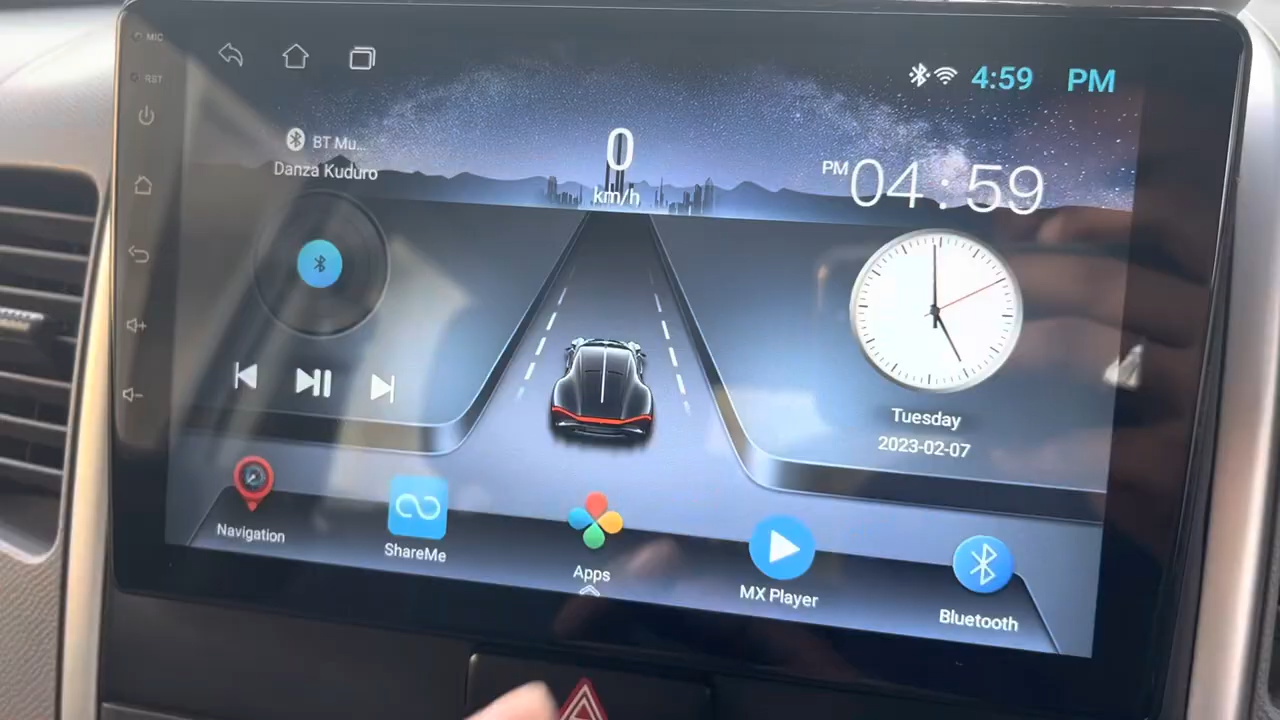 MIC
RST
4:59 PM
BT Mu...
Danza Kuduro
0
km/h
PM 04:59
Tuesday
2023-02-07
Navigation
ShareMe
Apps
MX Player
Bluetooth